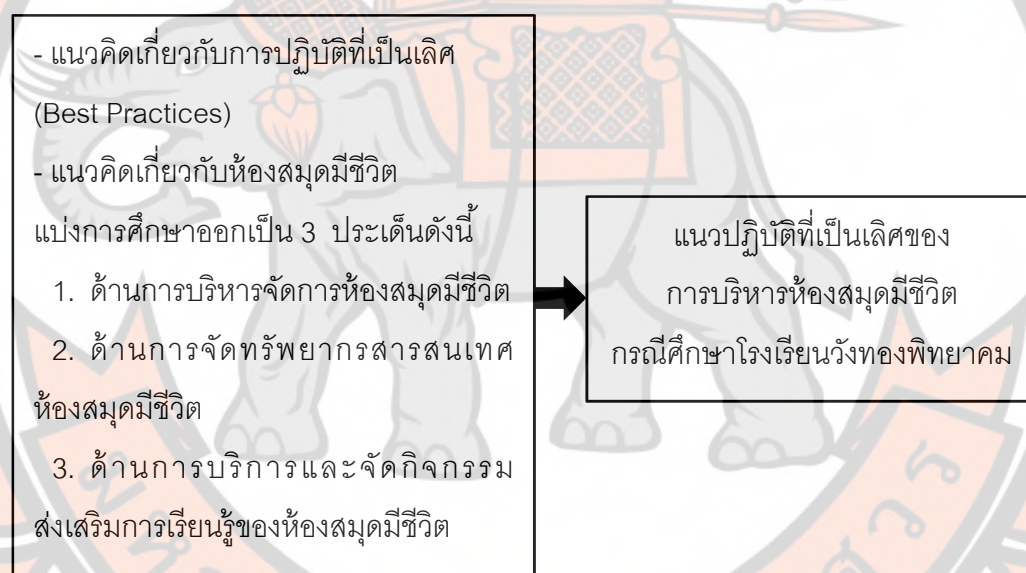 - แนวคิดเกี่ยวกับการปฏิบัติที่เป็นเลิศ
(Best Practices)
- แนวคิดเกี่ยวกับห้องสมุดมีชีวิต
แบ่งการศึกษาออกเป็น 3 ประเด็นดังนี้
1. ด้านการบริหารจัดการห้องสมุดมีชีวิต
2. ด้านการจัดทรัพยากรสารสนเทศ
ห้องสมุดมีชีวิต
3. ด้านการบริการและจัดกิจกรรม
ส่งเสริมการเรียนรู้ของห้องสมุดมีชีวิต
แนวปฏิบัติที่เป็นเลิศของ
การบริหารห้องสมุดมีชีวิต
กรณีศึกษาโรงเรียนวังทองพิทยาคม